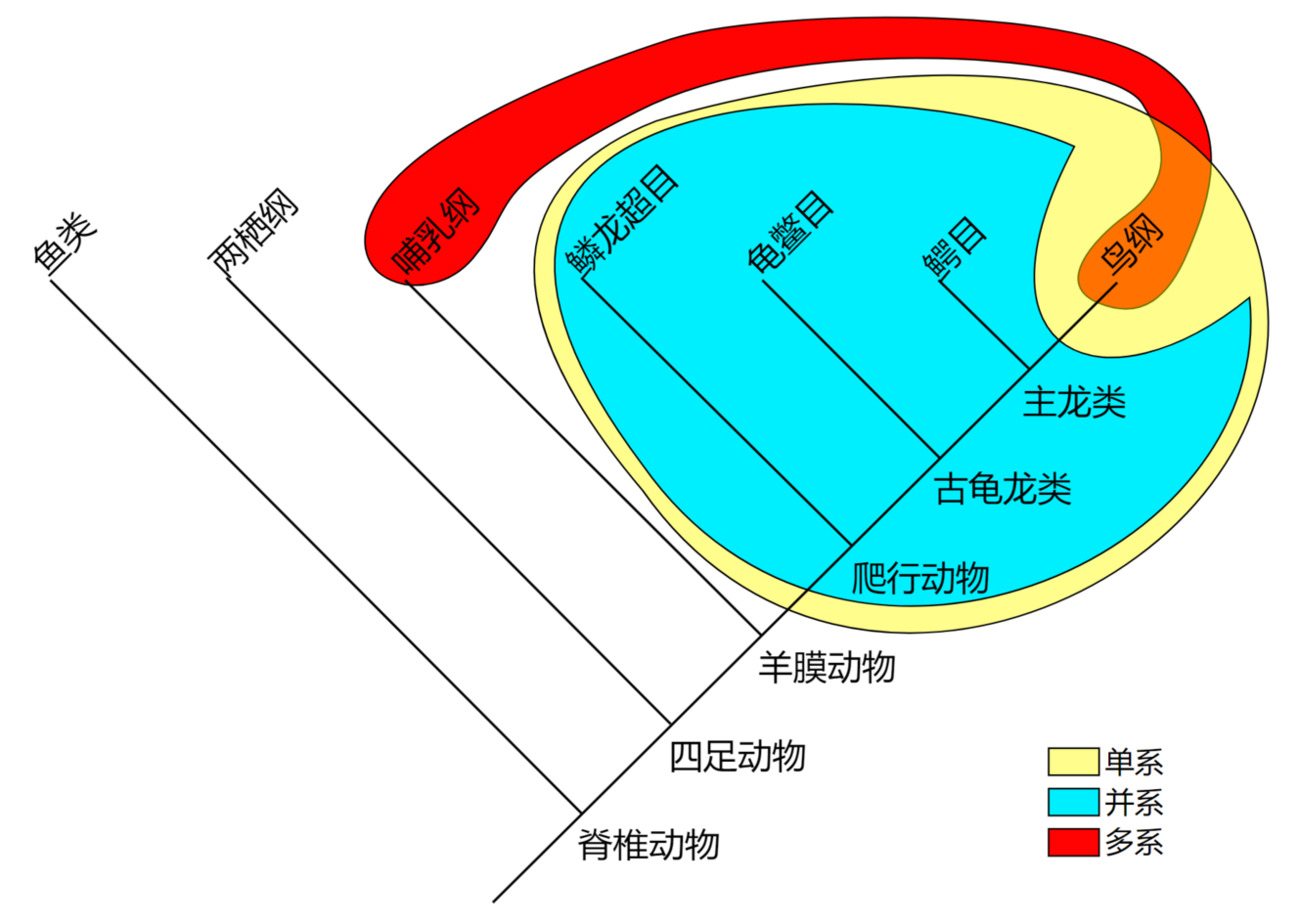 鱼类
两栖纲
哺乳纲
鳞龙超目
龟鳖目
鳄目
鸟纲
主龙类
古龟龙类
爬行动物
羊膜动物
四足动物
脊椎动物
单系
并系
多系